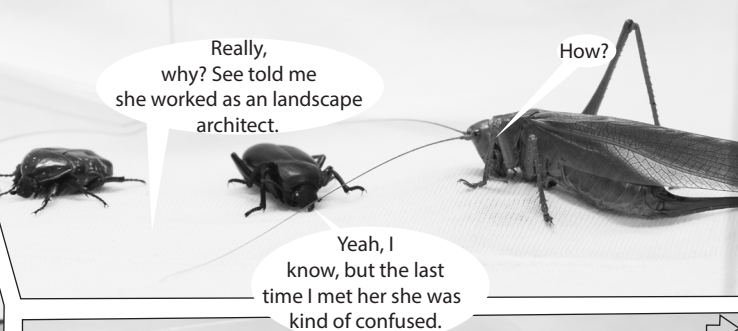 Really,
why? See told me
she worked as an landscape
architect.
Yeah, I
know, but the last
time I met her she was
kind of confused.
How?